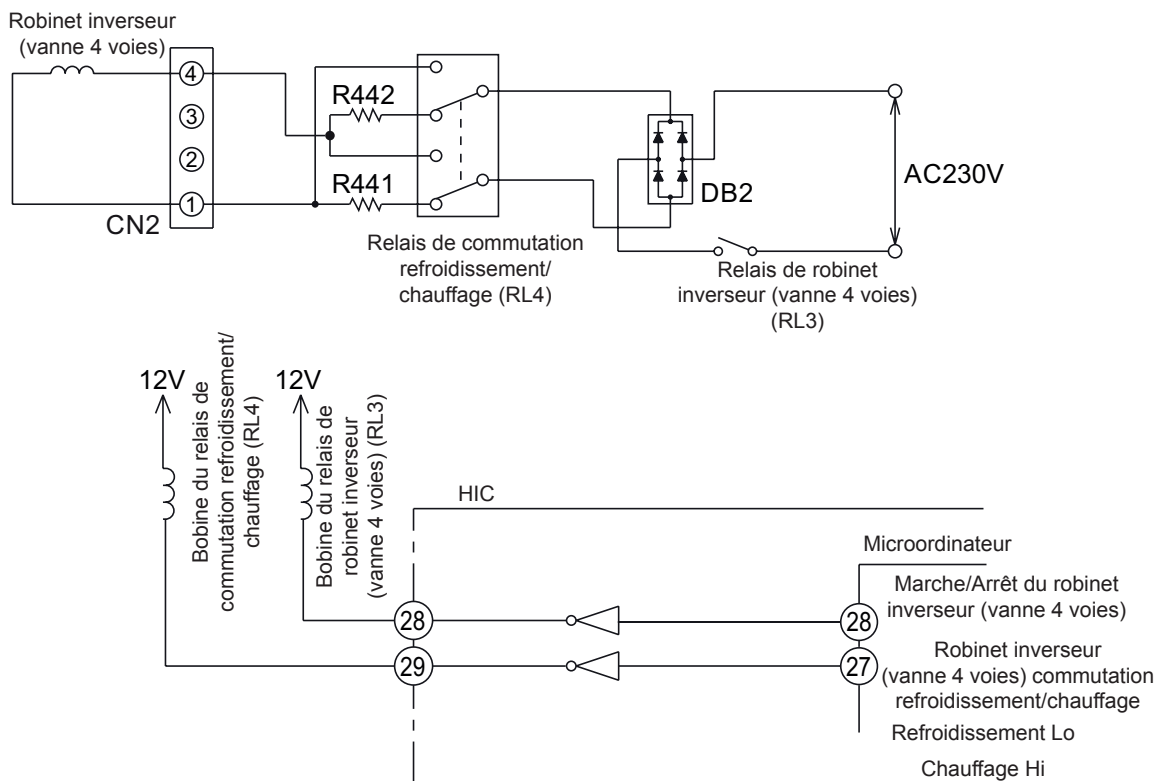 Robinet inverseur
(vanne 4 voies)
4
3
2
1
CN2
R442
R441
DB2
AC230V
Relais de commutation
refroidissement/
chauffage (RL4)
Relais de robinet
inverseur (vanne 4 voies)
(RL3)
12V
Bobine du relais de
commutation refroidissement/
chauffage (RL4)
12V
Bobine du relais de
robinet inverseur
(vanne 4 voies) (RL3)
HIC
Microordinateur
Marche/Arrêt du robinet
inverseur (vanne 4 voies)
28
28
29
27
Robinet inverseur
(vanne 4 voies) commutation
refroidissement/chauffage
Refroidissement Lo
Chauffage Hi